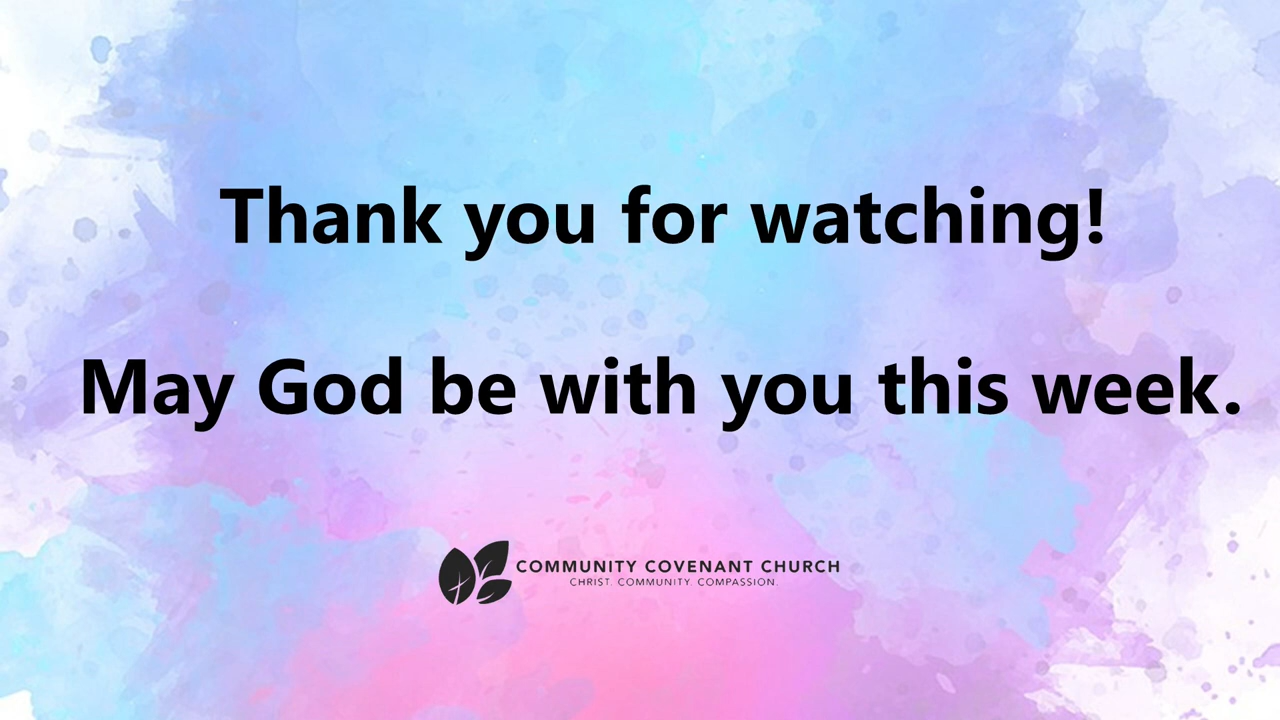 Thank you for watching!
May God be with you this week.
COMMUNITY COVENANT CHURCH
CHRIST. COMMUNITY. COMPASSION.